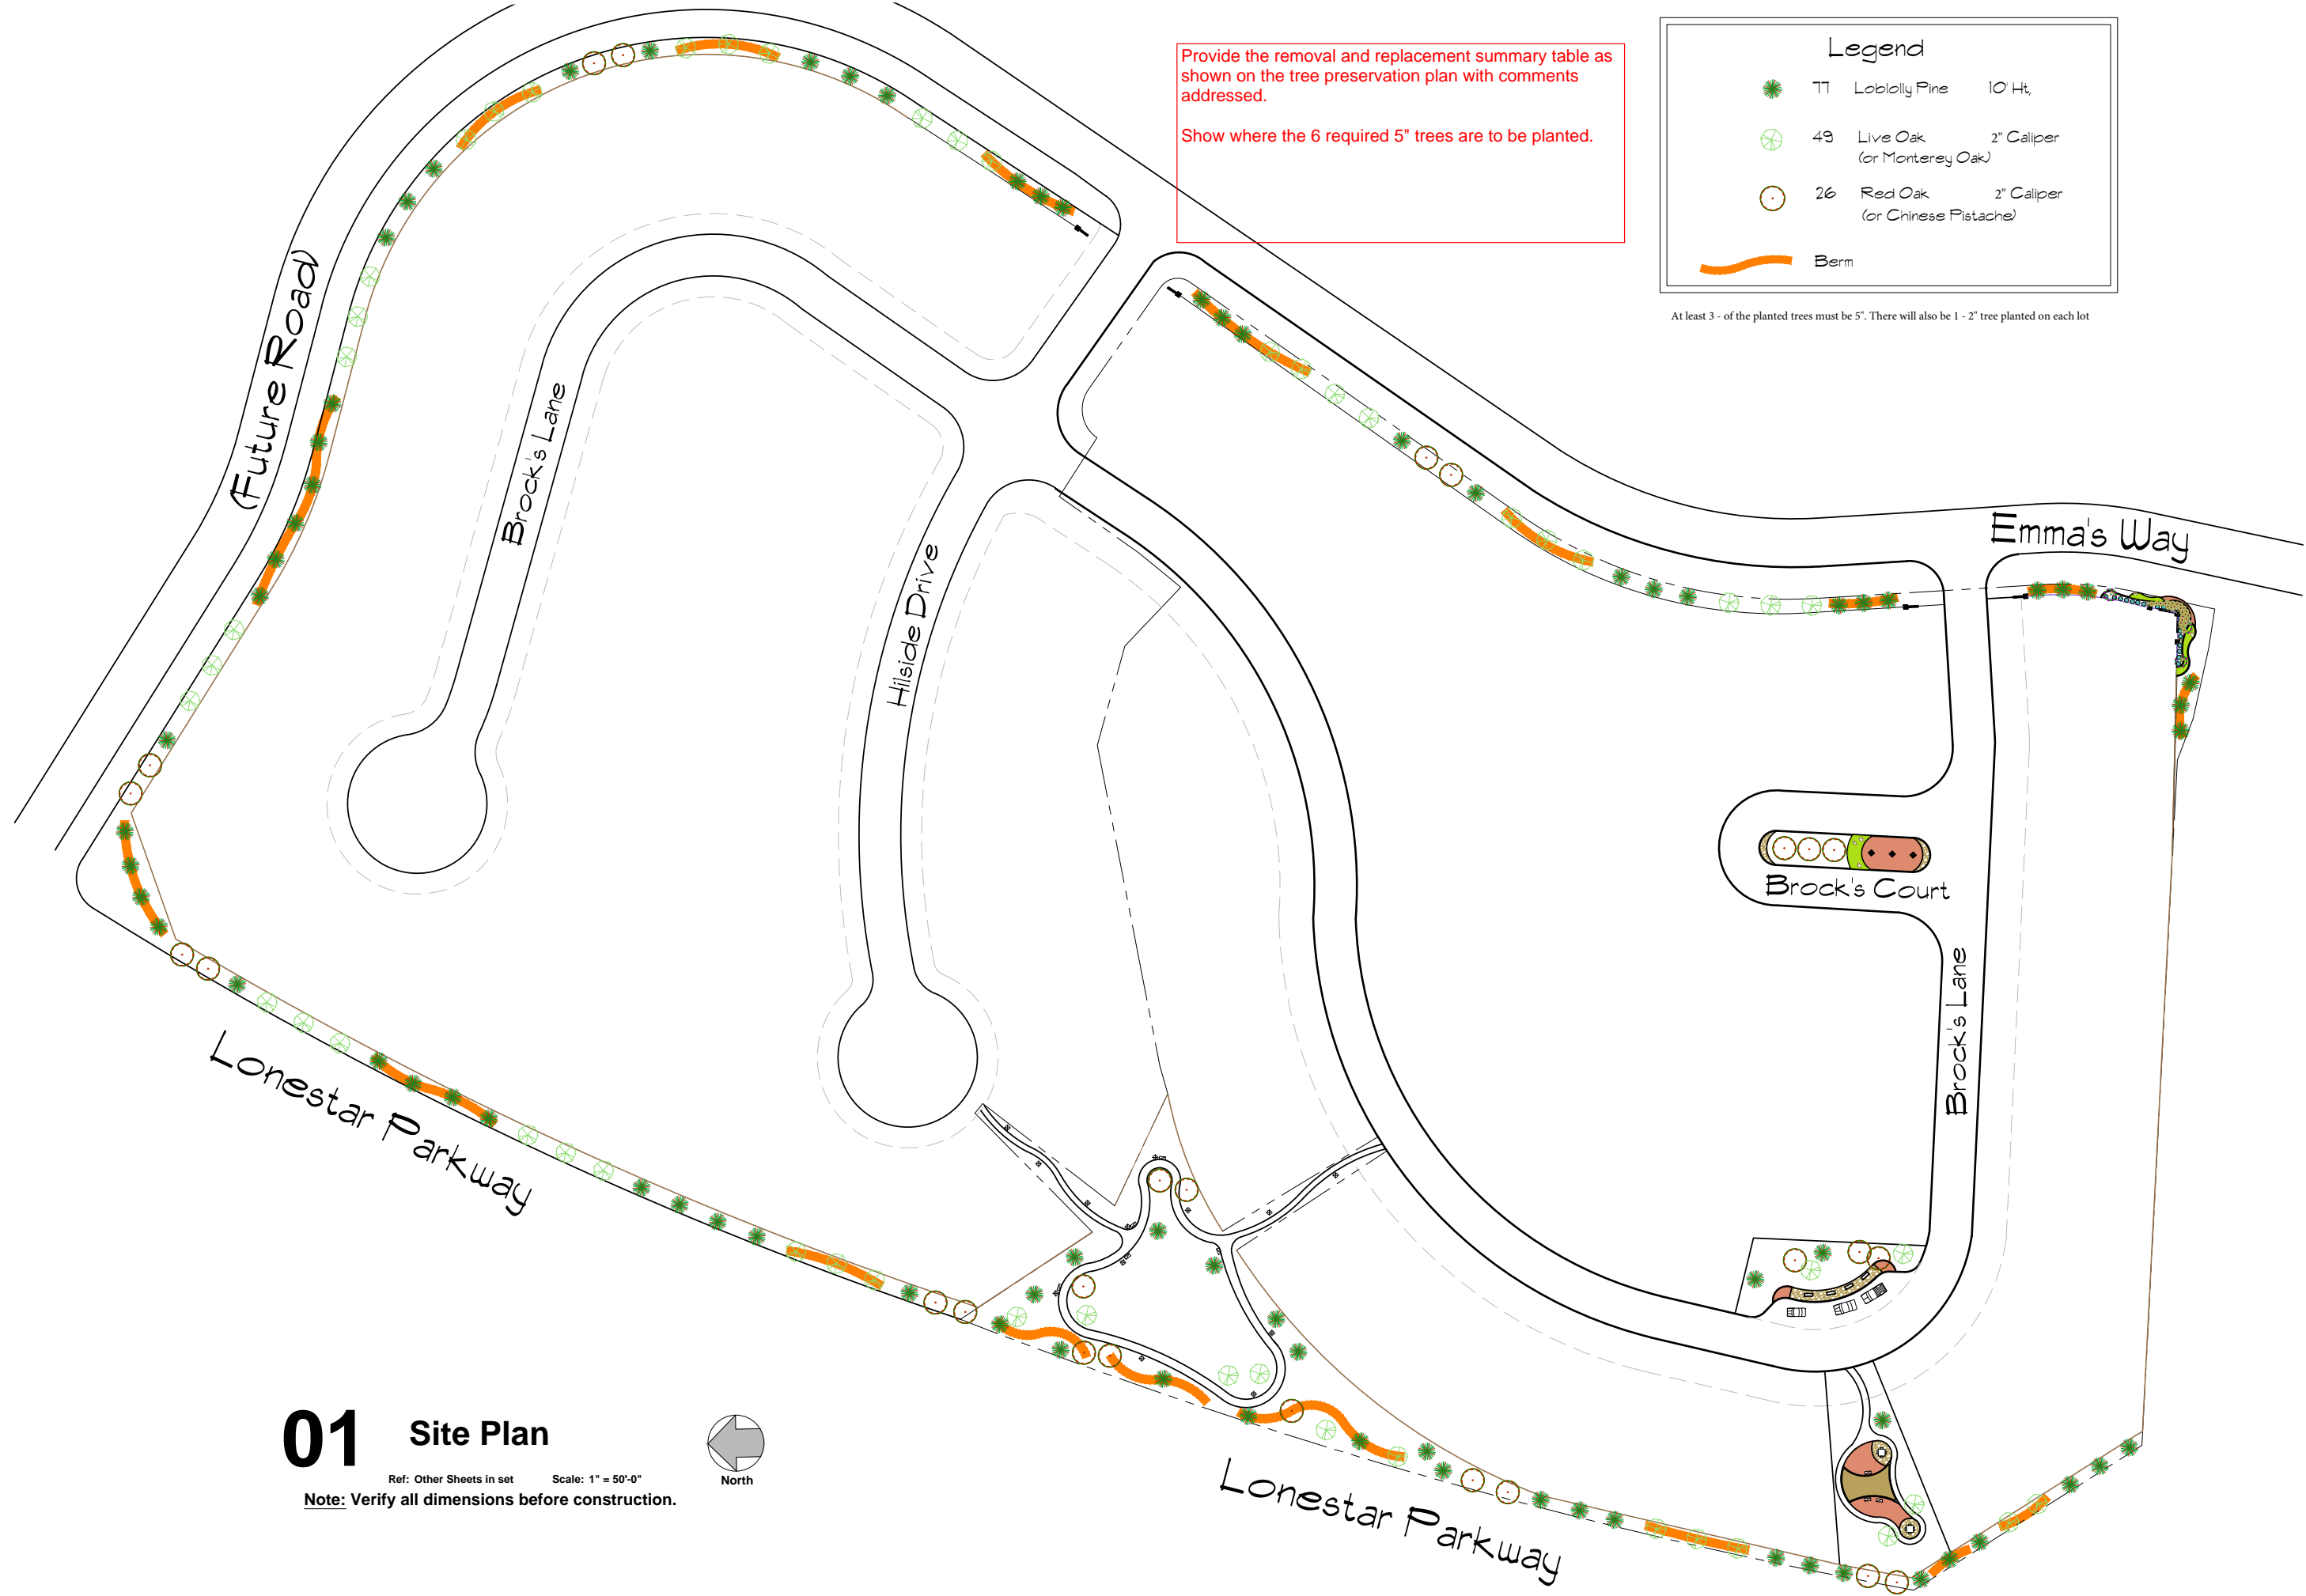 Provide the removal and replacement summary table as
shown on the tree preservation plan with comments
addressed.
Show where the 6 required 5" trees are to be planted.
Legend
77 Loblolly Pine 10' Ht,
49 Live Oak 2" Caliper
(or Monterey Oak)
26 Red Oak 2" Caliper
(or Chinese Pistache)
Berm
At least 3 - of the planted trees must be 5". There will also be 1 - 2" tree planted on each lot
(Future Road)
Brock's Lane
Hilside Drive
Emma's Way
Brock's Court
Brock's Lane
Lonestar Parkway
Lonestar Parkway
01 Site Plan
Ref: Other Sheets in set Scale: 1" = 50'-0"
Note: Verify all dimensions before construction.
North